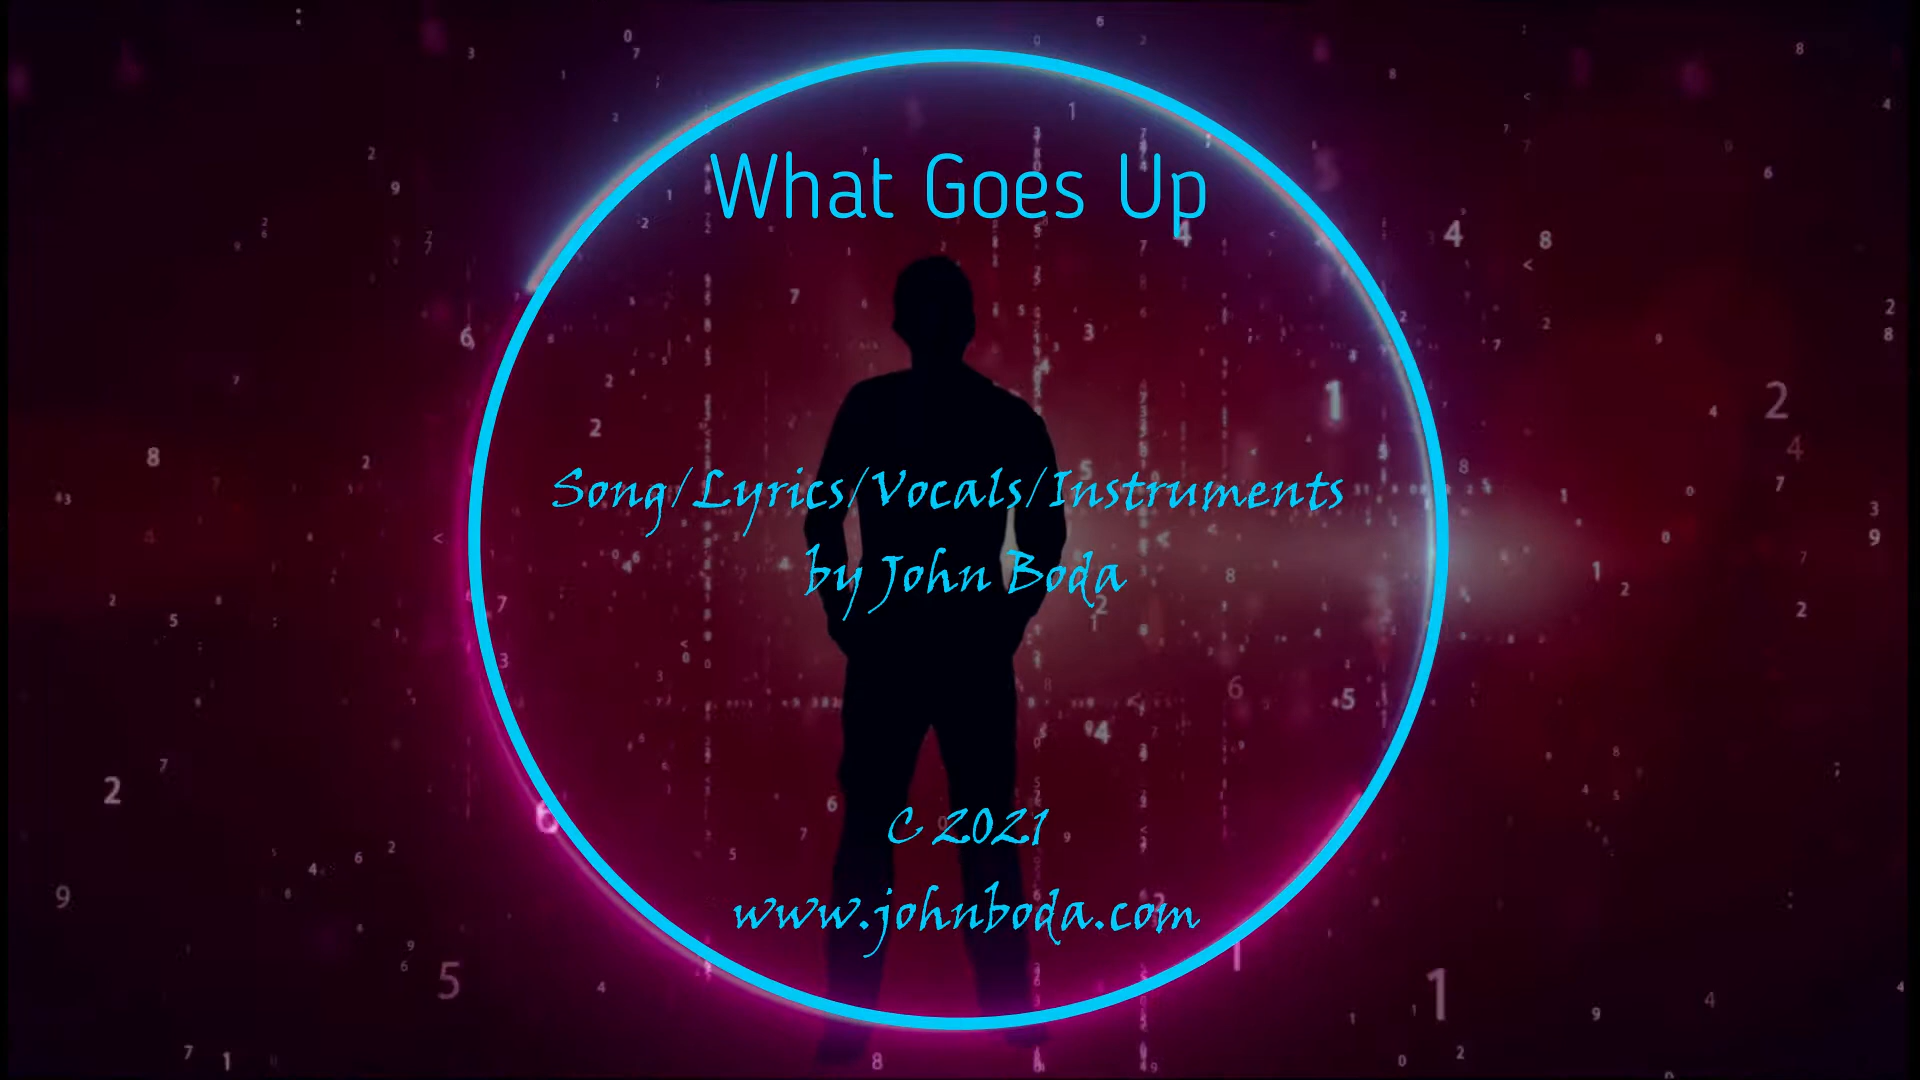 What Goes Up
Song/Lyrics/Vocals/Instruments
by John Boda
C 2021
www.johnboda.com